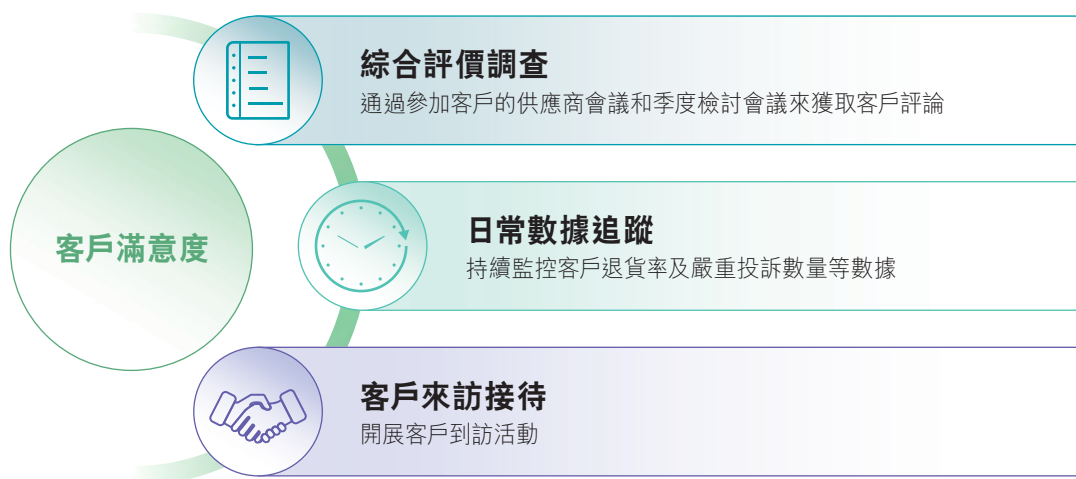 綜合評價調查
通過參加客戶的供應商會議和季度檢討會議來獲取客戶評論
客戶滿意度
日常數據追蹤
持續監控客戶退貨率及嚴重投訴數量等數據
客戶來訪接待
開展客戶到訪活動